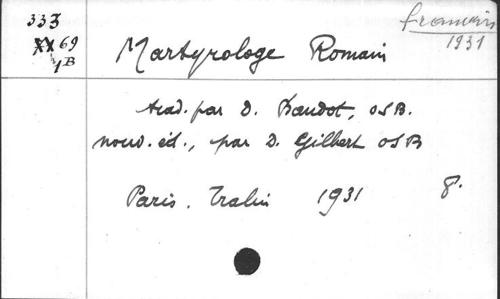 333
français
XX 69
1931
1B
Martyrologe Romain
trad. par D. Baudot, OSB.
nouv. éd., par D. Gilbert OSB
Paris. Tralin 1931 8°.